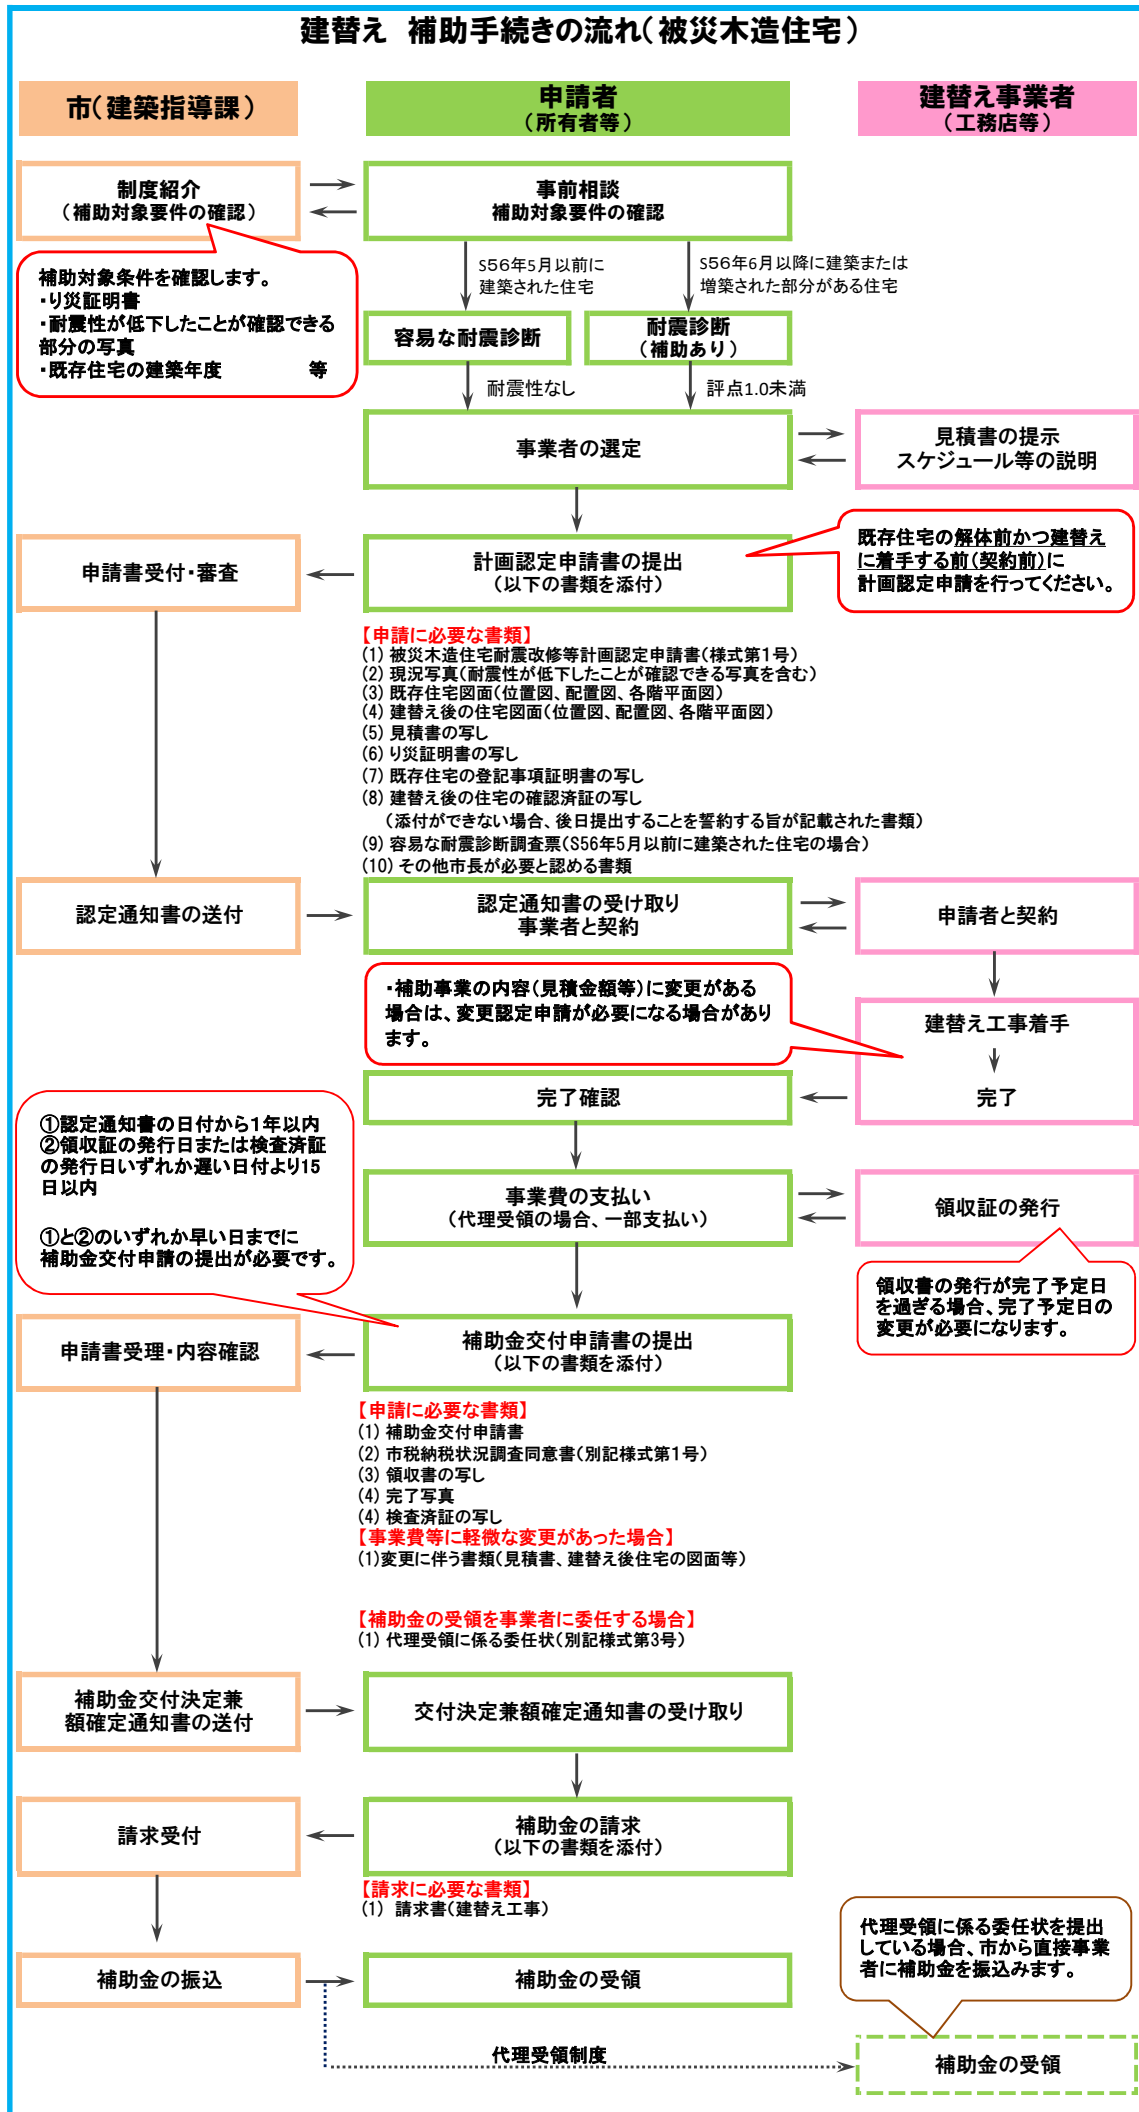 建替え 補助手続きの流れ（被災木造住宅）
市（建築指導課）
申請者
（所有者等）
建替え事業者
（工務店等）
制度紹介
（補助対象要件の確認）
事前相談
補助対象要件の確認
補助対象条件を確認します。
・り災証明書
・耐震性が低下したことが確認できる
部分の写真
・既存住宅の建築年度 等
S56年5月以前に
建築された住宅
S56年6月以降に建築または
増築された部分がある住宅
容易な耐震診断
耐震診断
（補助あり）
耐震性なし
評点1.0未満
事業者の選定
見積書の提示
スケジュール等の説明
申請書受付・審査
計画認定申請書の提出
（以下の書類を添付）
既存住宅の解体前かつ建替え
に着手する前（契約前）に
計画認定申請を行ってください。
【申請に必要な書類】
(1) 被災木造住宅耐震改修等計画認定申請書（様式第1号）
(2) 現況写真（耐震性が低下したことが確認できる写真を含む）
(3) 既存住宅図面（位置図、配置図、各階平面図）
(4) 建替え後の住宅図面（位置図、配置図、各階平面図）
(5) 見積書の写し
(6) り災証明書の写し
(7) 既存住宅の登記事項証明書の写し
(8) 建替え後の住宅の確認済証の写し
（添付ができない場合、後日提出することを誓約する旨が記載された書類）
(9) 容易な耐震診断調査票（S56年5月以前に建築された住宅の場合）
(10) その他市長が必要と認める書類
認定通知書の送付
認定通知書の受け取り
事業者と契約
申請者と契約
・補助事業の内容（見積金額等）に変更がある
場合は、変更認定申請が必要になる場合があり
ます。
建替え工事着手
完了
完了確認
①認定通知書の日付から1年以内
②領収証の発行日または検査済証
の発行日いずれか遅い日付より15
日以内
①と②のいずれか早い日までに
補助金交付申請の提出が必要です。
事業費の支払い
（代理受領の場合、一部支払い）
領収証の発行
領収書の発行が完了予定日
を過ぎる場合、完了予定日の
変更が必要になります。
申請書受理・内容確認
補助金交付申請書の提出
（以下の書類を添付）
【申請に必要な書類】
(1) 補助金交付申請書
(2) 市税納税状況調査同意書（別記様式第1号）
(3) 領収書の写し
(4) 完了写真
(4) 検査済証の写し
【事業費等に軽微な変更があった場合】
(1)変更に伴う書類（見積書、建替え後住宅の図面等）
【補助金の受領を事業者に委任する場合】
(1) 代理受領に係る委任状（別記様式第3号）
補助金交付決定兼
額確定通知書の送付
交付決定兼額確定通知書の受け取り
請求受付
補助金の請求
（以下の書類を添付）
【請求に必要な書類】
(1) 請求書（建替え工事）
代理受領に係る委任状を提出
している場合、市から直接事業
者に補助金を振込みます。
補助金の振込
補助金の受領
代理受領制度
補助金の受領